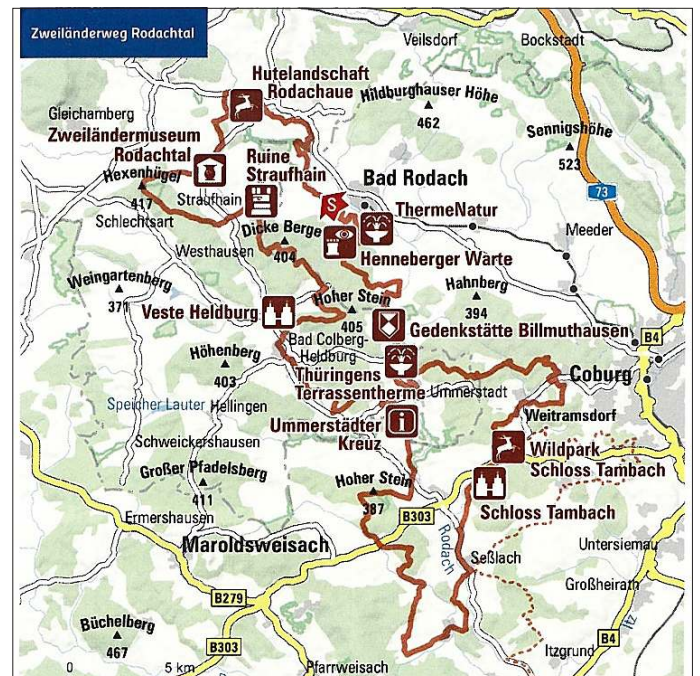 Zweiländerweg Rodachtal
Veilsdorf
Bockstadt
Hutelandschaft
Rodachaue
Hildburghäuser Höhe
462
Gleichamberg
Sennigshöhe
523
Zweiländermuseum
Rodachtal
Ruine
Straufhain
Hexenhügel
417
Straufhain
Bad Rodach
73
S
ThermeNatur
Schlechtsart
Dicke Berge
404
Meeder
Westhausen
Henneberger Warte
Weingartenberg
371
Hahnberg
394
Hoher Stein
405
Veste Heldburg
Gedenkstätte Billmuthausen
B4
Bad Colberg-
Heldburg
Höhenberg
403
Thüringens
Terrassentherme
Ummerstadt
Coburg
Speicher Lauter
Hellingen
Weitramsdorf
Ummerstädter
Kreuz
Schweickershausen
Wildpark
Schloss Tambach
Großer Pfadelsberg
411
Hoher Stein
387
Schloss Tambach
Ermershausen
B303
Rodach
Maroldsweisach
Untersiemau
Seßlach
Großheirath
B279
Büchelberg
467
B303
B4
Itz
Itzgrund
0
5 km
Pfarrweisach